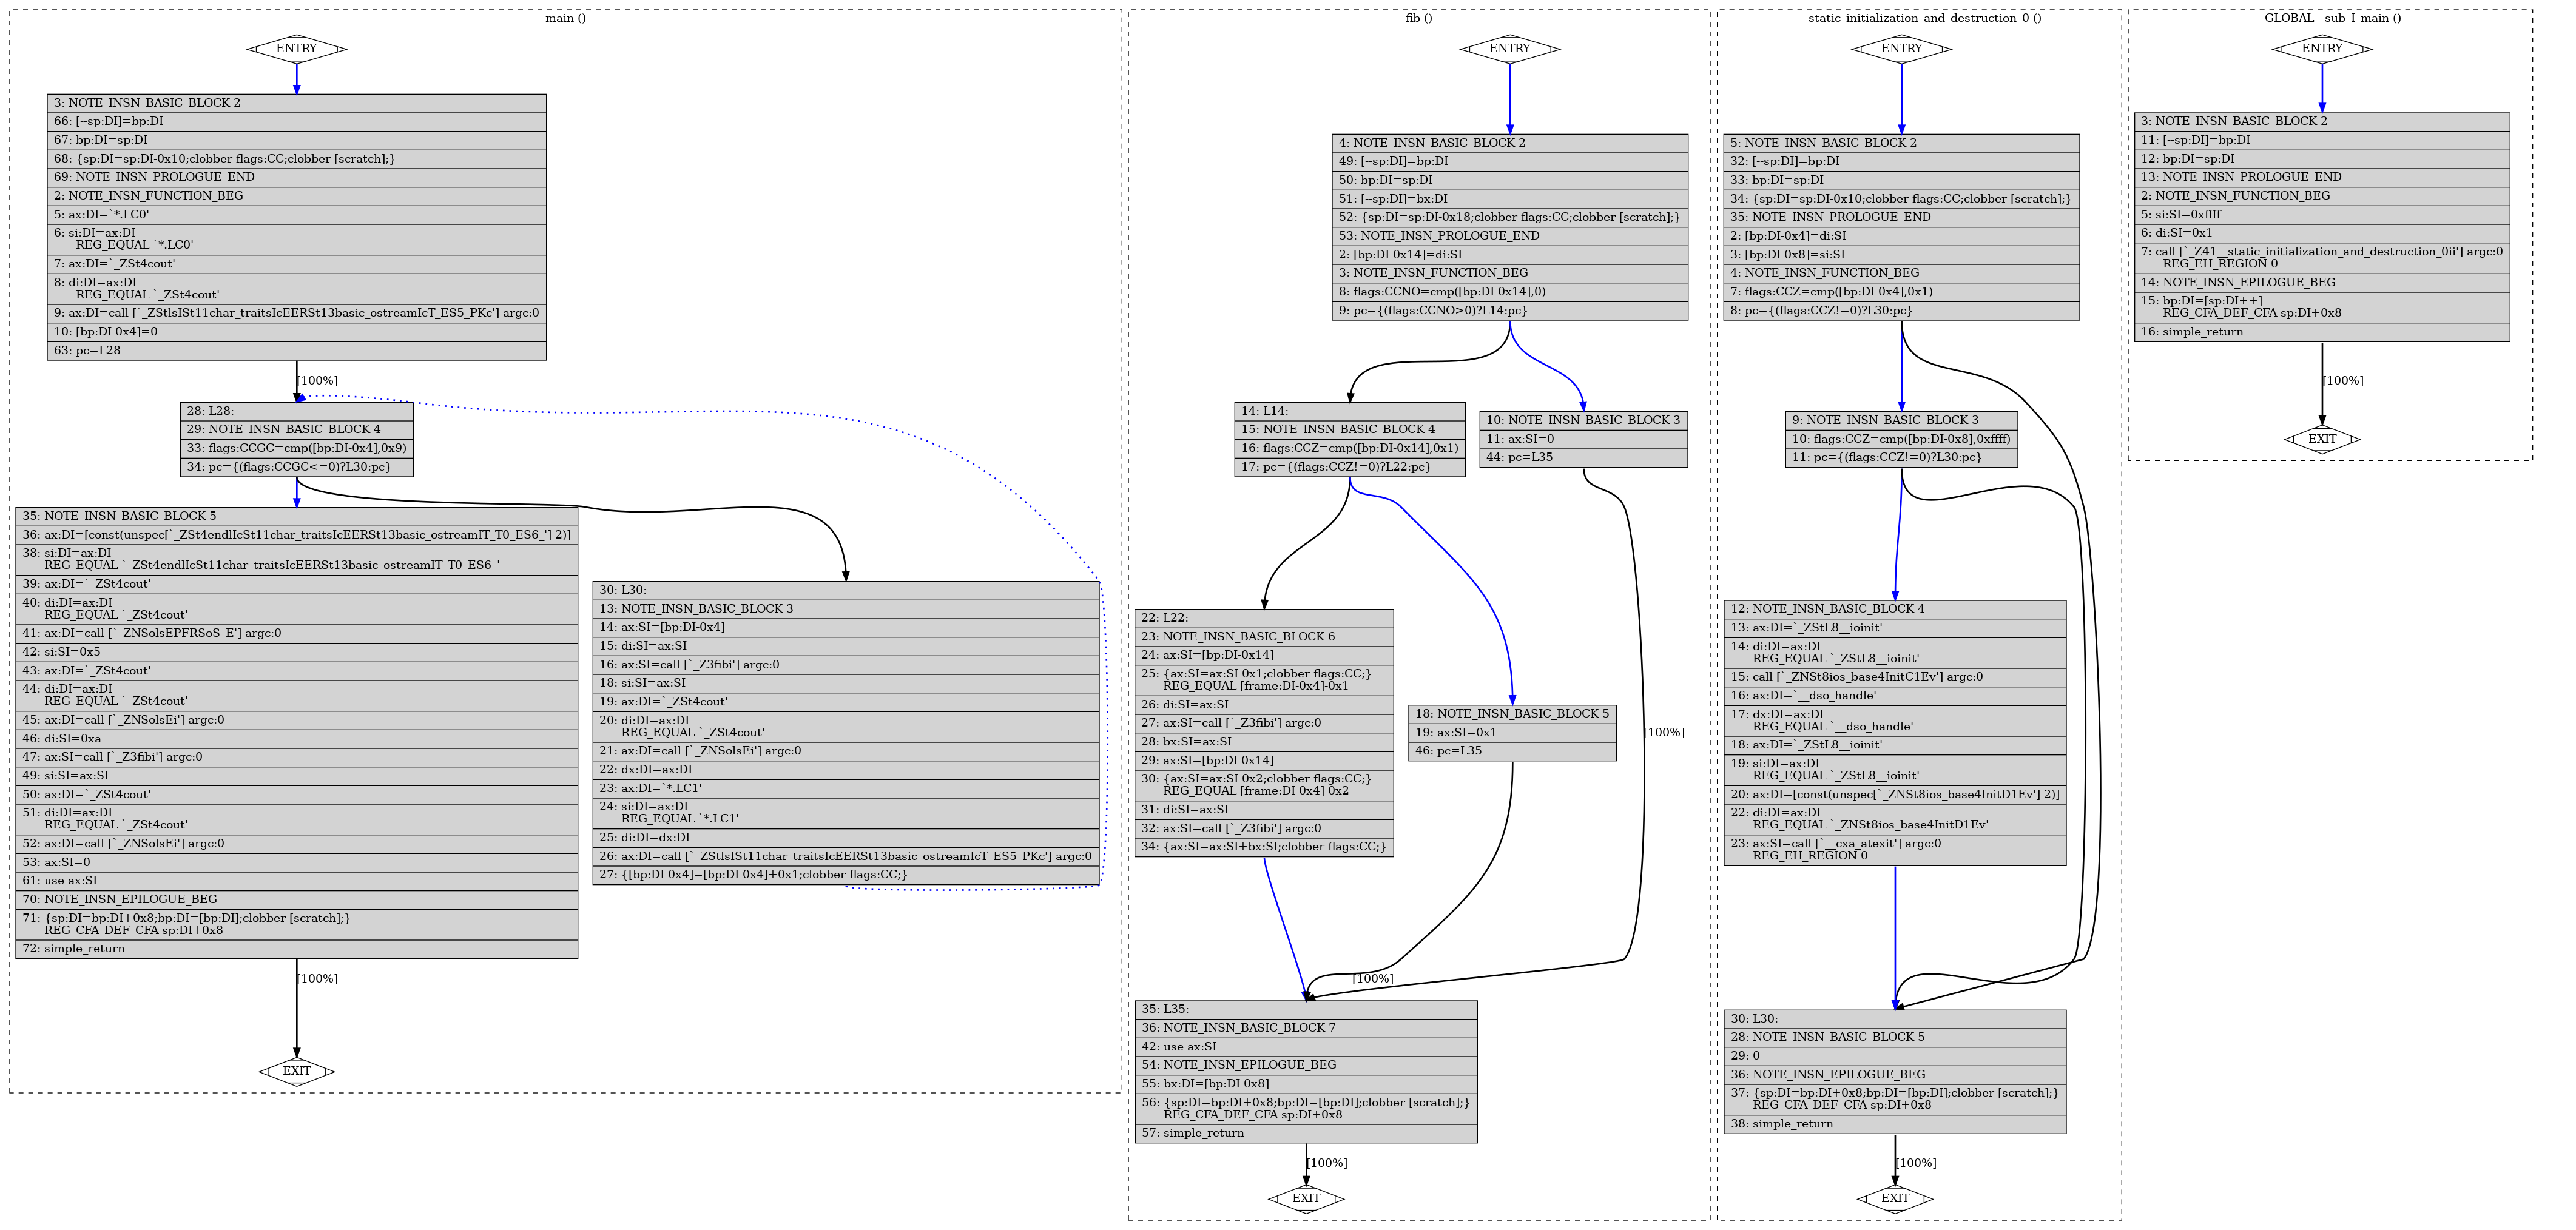 main ()
ENTRY
3: NOTE_INSN_BASIC_BLOCK 2
66: [--sp:DI]=bp:DI
67: bp:DI=sp:DI
68: {sp:DI=sp:DI-0x10;clobber flags:CC;clobber [scratch];}
69: NOTE_INSN_PROLOGUE_END
2: NOTE_INSN_FUNCTION_BEG
5: ax:DI=`*.LC0'
6: si:DI=ax:DI
REG_EQUAL `*.LC0'
7: ax:DI=`_ZSt4cout'
8: di:DI=ax:DI
REG_EQUAL `_ZSt4cout'
9: ax:DI=call [`_ZStlsISt11char_traitsIcEERSt13basic_ostreamIcT_ES5_PKc'] argc:0
10: [bp:DI-0x4]=0
63: pc=L28
[100%]
28: L28:
29: NOTE_INSN_BASIC_BLOCK 4
33: flags:CCGC=cmp([bp:DI-0x4],0x9)
34: pc={(flags:CCGC<=0)?L30:pc}
35: NOTE_INSN_BASIC_BLOCK 5
36: ax:DI=[const(unspec[`_ZSt4endlIcSt11char_traitsIcEERSt13basic_ostreamIT_T0_ES6_'] 2)]
38: si:DI=ax:DI
REG_EQUAL `_ZSt4endlIcSt11char_traitsIcEERSt13basic_ostreamIT_T0_ES6_'
39: ax:DI=`_ZSt4cout'
40: di:DI=ax:DI
REG_EQUAL `_ZSt4cout'
41: ax:DI=call [`_ZNSolsEPFRSoS_E'] argc:0
42: si:SI=0x5
43: ax:DI=`_ZSt4cout'
44: di:DI=ax:DI
REG_EQUAL `_ZSt4cout'
45: ax:DI=call [`_ZNSolsEi'] argc:0
46: di:SI=0xa
47: ax:SI=call [`_Z3fibi'] argc:0
49: si:SI=ax:SI
50: ax:DI=`_ZSt4cout'
51: di:DI=ax:DI
REG_EQUAL `_ZSt4cout'
52: ax:DI=call [`_ZNSolsEi'] argc:0
53: ax:SI=0
61: use ax:SI
70: NOTE_INSN_EPILOGUE_BEG
71: {sp:DI=bp:DI+0x8;bp:DI=[bp:DI];clobber [scratch];}
REG_CFA_DEF_CFA sp:DI+0x8
72: simple_return
[100%]
EXIT
30: L30:
13: NOTE_INSN_BASIC_BLOCK 3
14: ax:SI=[bp:DI-0x4]
15: di:SI=ax:SI
16: ax:SI=call [`_Z3fibi'] argc:0
18: si:SI=ax:SI
19: ax:DI=`_ZSt4cout'
20: di:DI=ax:DI
REG_EQUAL `_ZSt4cout'
21: ax:DI=call [`_ZNSolsEi'] argc:0
22: dx:DI=ax:DI
23: ax:DI=`*.LC1'
24: si:DI=ax:DI
REG_EQUAL `*.LC1'
25: di:DI=dx:DI
26: ax:DI=call [`_ZStlsISt11char_traitsIcEERSt13basic_ostreamIcT_ES5_PKc'] argc:0
27: {[bp:DI-0x4]=[bp:DI-0x4]+0x1;clobber flags:CC;}
fib ()
ENTRY
4: NOTE_INSN_BASIC_BLOCK 2
49: [--sp:DI]=bp:DI
50: bp:DI=sp:DI
51: [--sp:DI]=bx:DI
52: {sp:DI=sp:DI-0x18;clobber flags:CC;clobber [scratch];}
53: NOTE_INSN_PROLOGUE_END
2: [bp:DI-0x14]=di:SI
3: NOTE_INSN_FUNCTION_BEG
8: flags:CCNO=cmp([bp:DI-0x14],0)
9: pc={(flags:CCNO>0)?L14:pc}
14: L14:
15: NOTE_INSN_BASIC_BLOCK 4
16: flags:CCZ=cmp([bp:DI-0x14],0x1)
17: pc={(flags:CCZ!=0)?L22:pc}
10: NOTE_INSN_BASIC_BLOCK 3
11: ax:SI=0
44: pc=L35
22: L22:
23: NOTE_INSN_BASIC_BLOCK 6
24: ax:SI=[bp:DI-0x14]
25: {ax:SI=ax:SI-0x1;clobber flags:CC;}
REG_EQUAL [frame:DI-0x4]-0x1
26: di:SI=ax:SI
27: ax:SI=call [`_Z3fibi'] argc:0
28: bx:SI=ax:SI
29: ax:SI=[bp:DI-0x14]
30: {ax:SI=ax:SI-0x2;clobber flags:CC;}
REG_EQUAL [frame:DI-0x4]-0x2
31: di:SI=ax:SI
32: ax:SI=call [`_Z3fibi'] argc:0
34: {ax:SI=ax:SI+bx:SI;clobber flags:CC;}
18: NOTE_INSN_BASIC_BLOCK 5
19: ax:SI=0x1
46: pc=L35
[100%]
[100%]
35: L35:
36: NOTE_INSN_BASIC_BLOCK 7
42: use ax:SI
54: NOTE_INSN_EPILOGUE_BEG
55: bx:DI=[bp:DI-0x8]
56: {sp:DI=bp:DI+0x8;bp:DI=[bp:DI];clobber [scratch];}
REG_CFA_DEF_CFA sp:DI+0x8
57: simple_return
[100%]
EXIT
__static_initialization_and_destruction_0 ()
ENTRY
5: NOTE_INSN_BASIC_BLOCK 2
32: [--sp:DI]=bp:DI
33: bp:DI=sp:DI
34: {sp:DI=sp:DI-0x10;clobber flags:CC;clobber [scratch];}
35: NOTE_INSN_PROLOGUE_END
2: [bp:DI-0x4]=di:SI
3: [bp:DI-0x8]=si:SI
4: NOTE_INSN_FUNCTION_BEG
7: flags:CCZ=cmp([bp:DI-0x4],0x1)
8: pc={(flags:CCZ!=0)?L30:pc}
9: NOTE_INSN_BASIC_BLOCK 3
10: flags:CCZ=cmp([bp:DI-0x8],0xffff)
11: pc={(flags:CCZ!=0)?L30:pc}
12: NOTE_INSN_BASIC_BLOCK 4
13: ax:DI=`_ZStL8__ioinit'
14: di:DI=ax:DI
REG_EQUAL `_ZStL8__ioinit'
15: call [`_ZNSt8ios_base4InitC1Ev'] argc:0
16: ax:DI=`__dso_handle'
17: dx:DI=ax:DI
REG_EQUAL `__dso_handle'
18: ax:DI=`_ZStL8__ioinit'
19: si:DI=ax:DI
REG_EQUAL `_ZStL8__ioinit'
20: ax:DI=[const(unspec[`_ZNSt8ios_base4InitD1Ev'] 2)]
22: di:DI=ax:DI
REG_EQUAL `_ZNSt8ios_base4InitD1Ev'
23: ax:SI=call [`__cxa_atexit'] argc:0
REG_EH_REGION 0
30: L30:
28: NOTE_INSN_BASIC_BLOCK 5
29: 0
36: NOTE_INSN_EPILOGUE_BEG
37: {sp:DI=bp:DI+0x8;bp:DI=[bp:DI];clobber [scratch];}
REG_CFA_DEF_CFA sp:DI+0x8
38: simple_return
[100%]
EXIT
_GLOBAL__sub_I_main ()
ENTRY
3: NOTE_INSN_BASIC_BLOCK 2
11: [--sp:DI]=bp:DI
12: bp:DI=sp:DI
13: NOTE_INSN_PROLOGUE_END
2: NOTE_INSN_FUNCTION_BEG
5: si:SI=0xffff
6: di:SI=0x1
7: call [`_Z41__static_initialization_and_destruction_0ii'] argc:0
REG_EH_REGION 0
14: NOTE_INSN_EPILOGUE_BEG
15: bp:DI=[sp:DI++]
REG_CFA_DEF_CFA sp:DI+0x8
16: simple_return
[100%]
EXIT